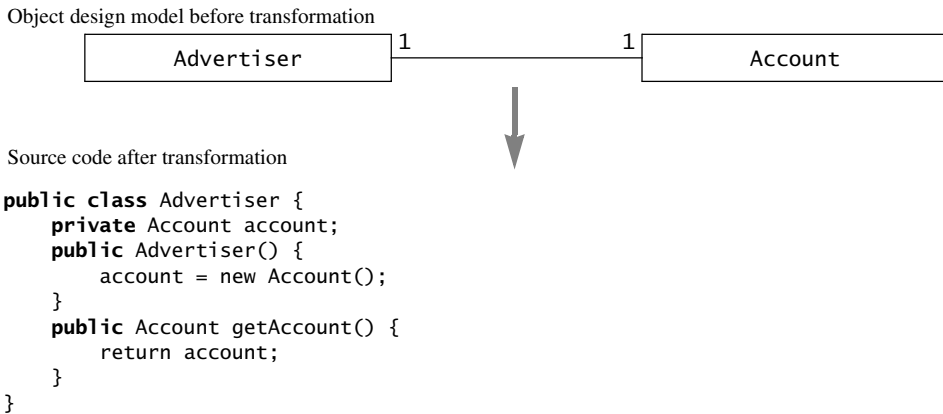 Object design model before transformation
Advertiser 1 1 Account
Source code after transformation
public class Advertiser {
    private Account account;
    public Advertiser() {
        account = new Account();
    }
    public Account getAccount() {
        return account;
    }
}